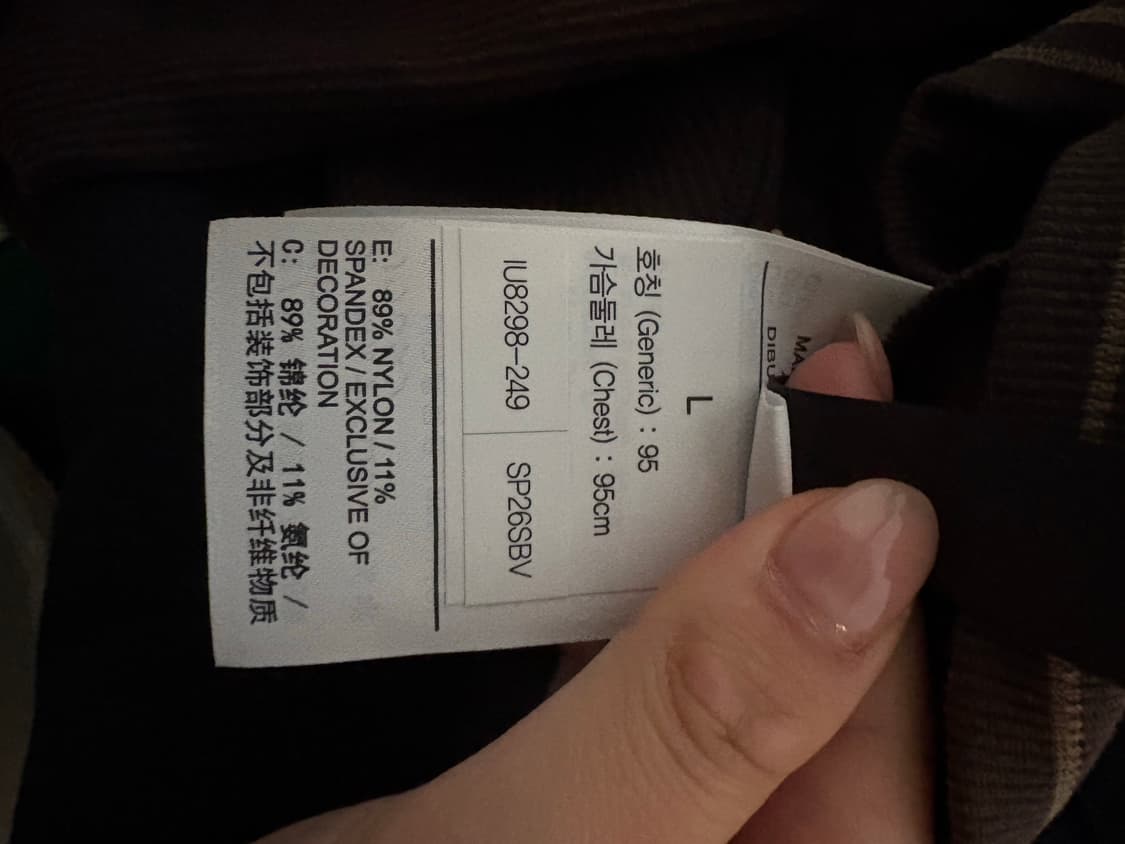 L
호칭 (Generic) : 95
가슴둘레 (Chest) : 95cm
IU8298-249 SP26SBV
E: 89% NYLON / 11%
SPANDEX / EXCLUSIVE OF
DECORATION
C: 89% 锦纶 / 11% 氨纶 /
不包括装饰部分及非纤维物质